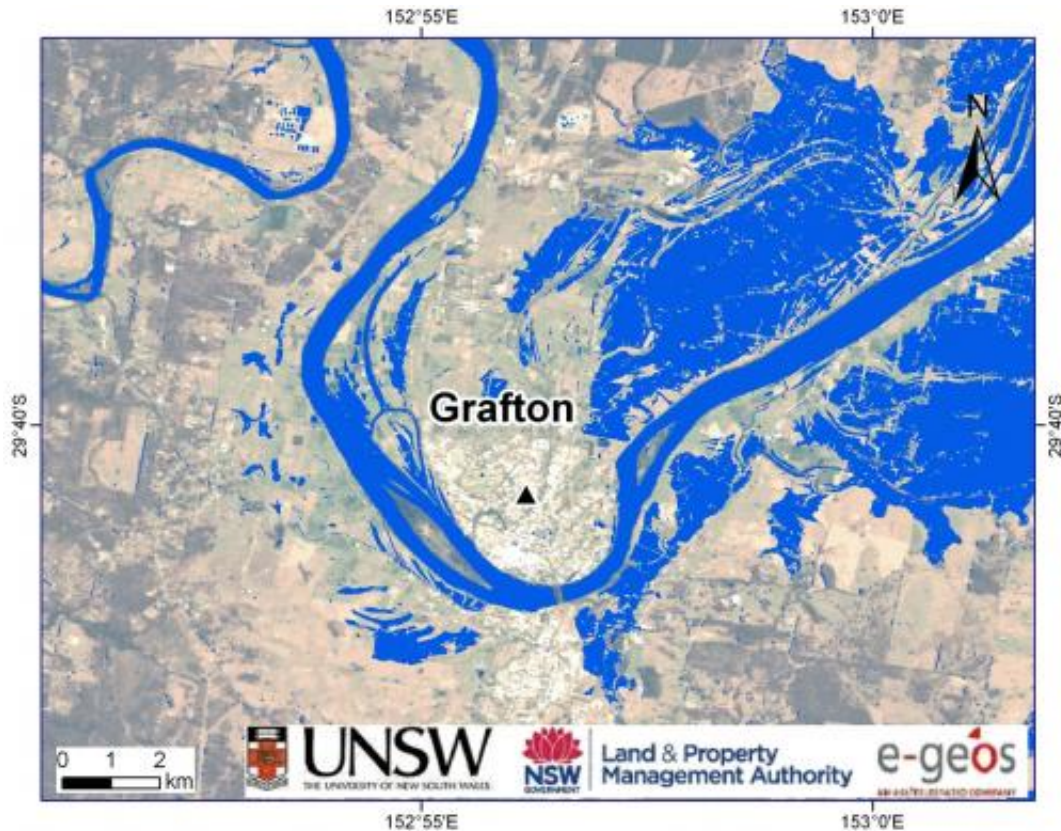 152°55'E 153°0'E
N
29°40'S 29°40'S
Grafton
0 1 2
km
UNSW
THE UNIVERSITY OF NEW SOUTH WALES
NSW
GOVERNMENT
Land & Property
Management Authority
e-geos
152°55'E 153°0'E